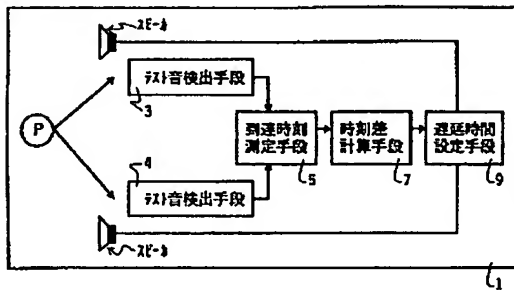 スピーカ
テスト音検出手段
3
P
到達時刻
測定手段
5
時刻差
計算手段
7
遅延時間
設定手段
9
4
テスト音検出手段
スピーカ
1